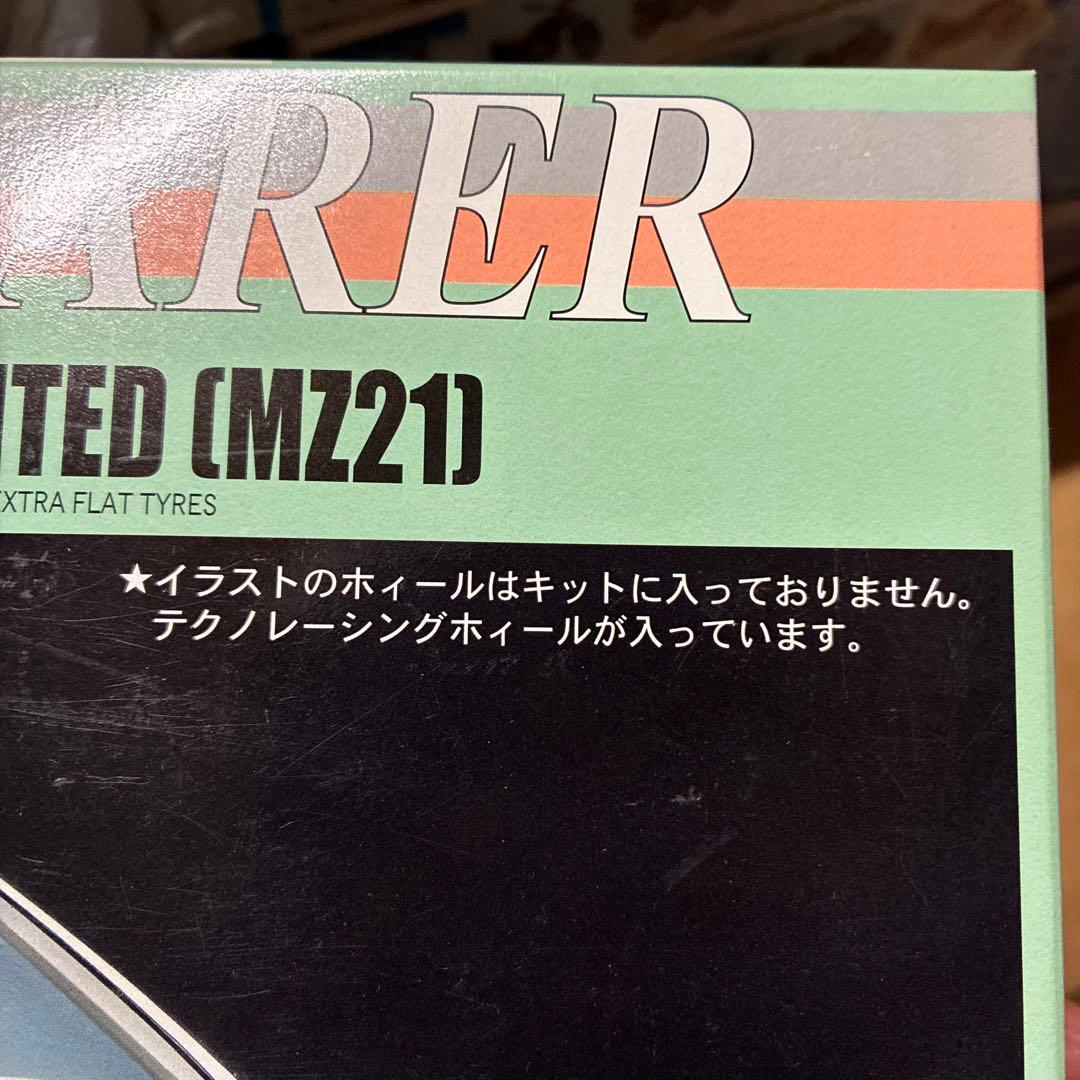 ARER
ITED (MZ21)
EXTRA FLAT TYRES
★イラストのホィールはキットに入っておりません。
テクノレーシングホィールが入っています。